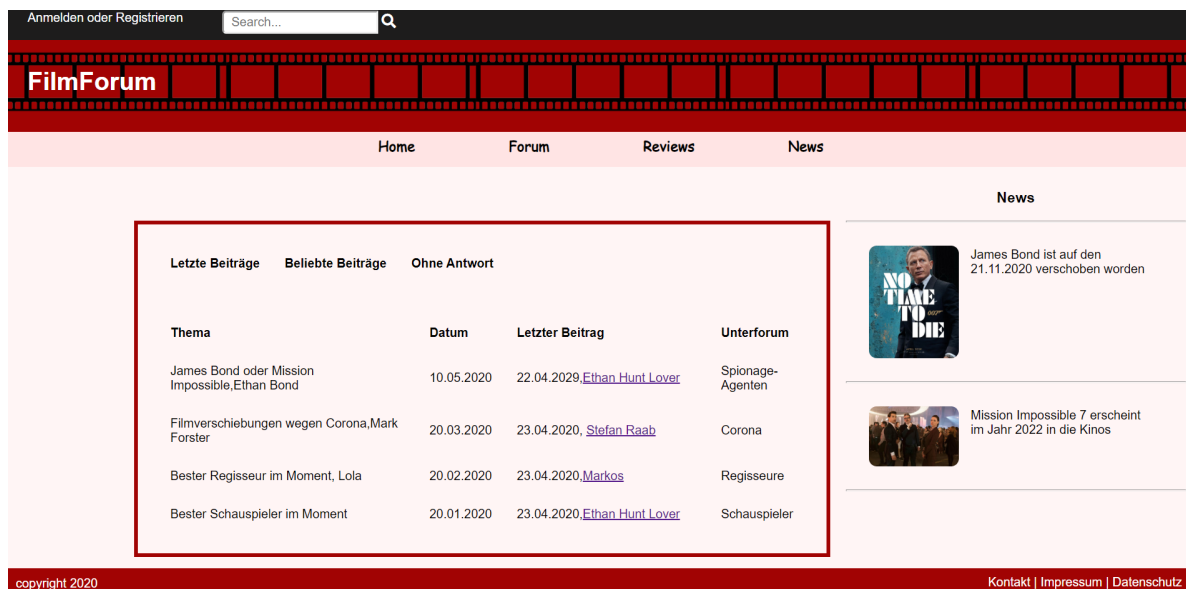 Anmelden oder Registrieren Search...
FilmForum
Home Forum Reviews News
News
Letzte Beiträge Beliebte Beiträge Ohne Antwort
Thema Datum Letzter Beitrag Unterforum
James Bond oder Mission
Impossible,Ethan Bond 10.05.2020 22.04.2029,Ethan Hunt Lover Spionage-
Agenten
Filmverschiebungen wegen Corona,Mark
Forster 20.03.2020 23.04.2020, Stefan Raab Corona
Bester Regisseur im Moment, Lola 20.02.2020 23.04.2020,Markos Regisseure
Bester Schauspieler im Moment 20.01.2020 23.04.2020,Ethan Hunt Lover Schauspieler
NO
TIME
TO 007
DIE
James Bond ist auf den
21.11.2020 verschoben worden
Mission Impossible 7 erscheint
im Jahr 2022 in die Kinos
copyright 2020 Kontakt | Impressum | Datenschutz